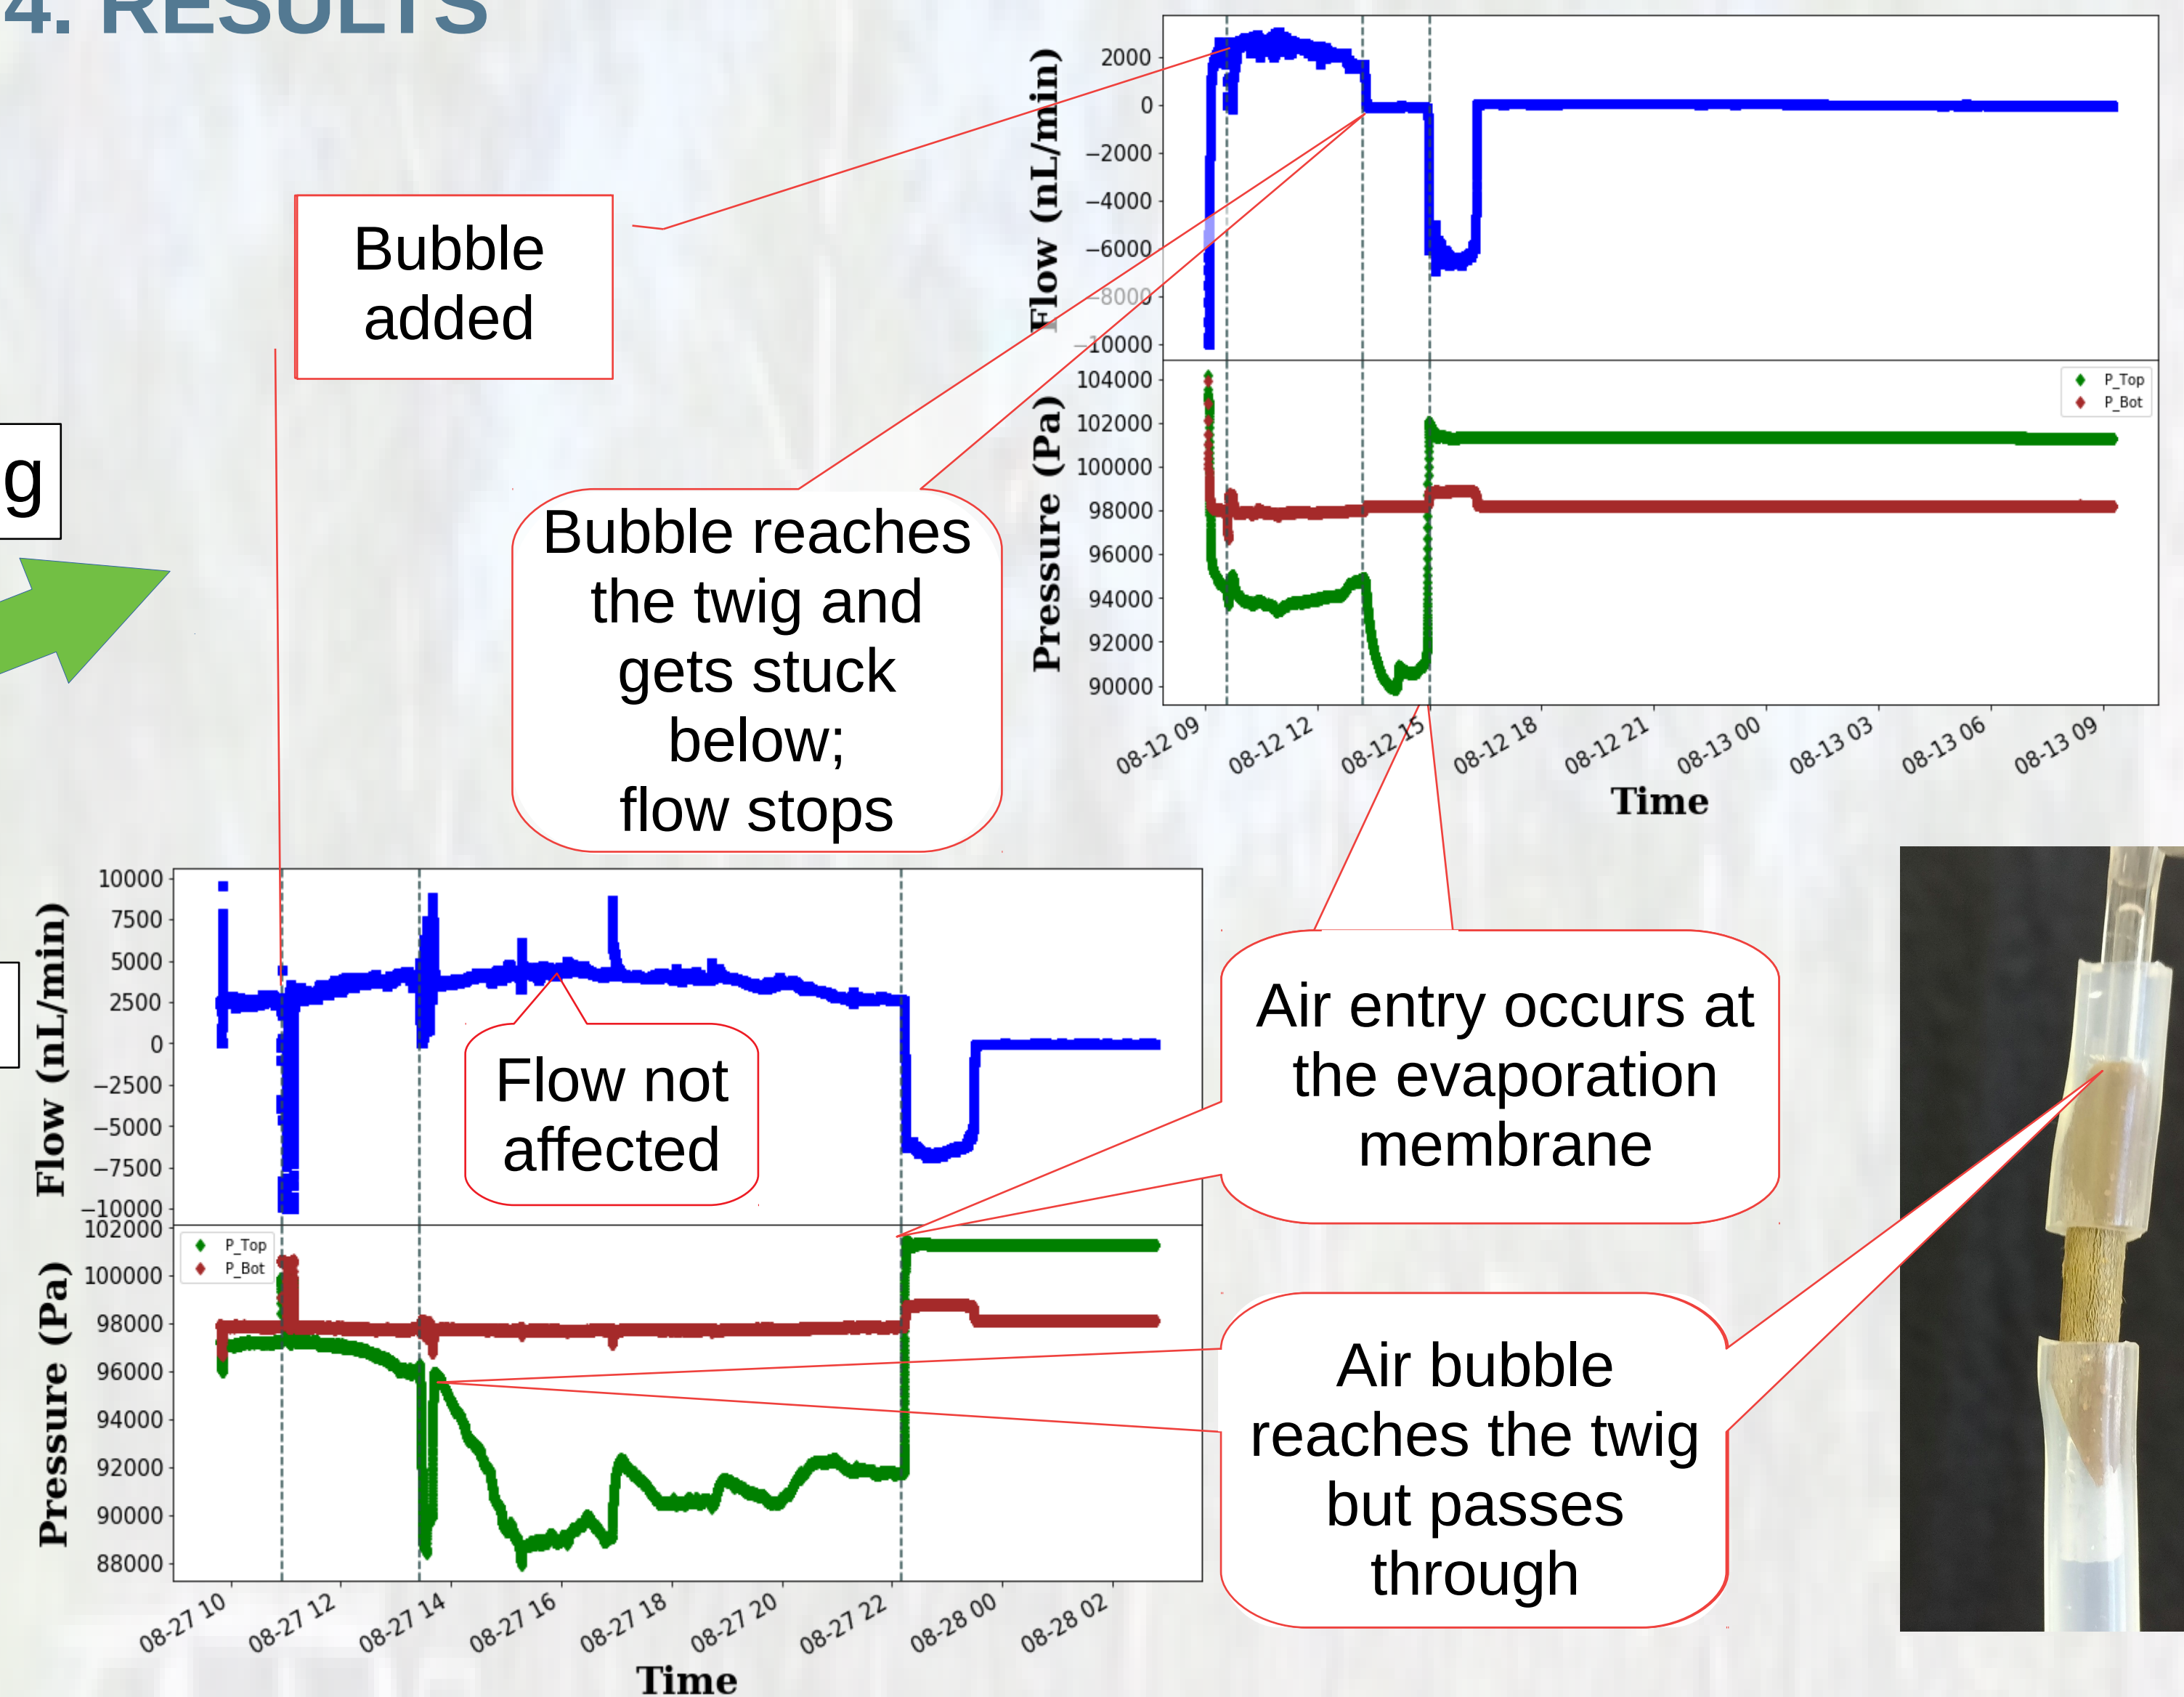 4. RESULTS
Bubble
added
g
Bubble reaches
the twig and
gets stuck
below;
flow stops
Flow (nL/min)
2000
0
−2000
−4000
−6000
−8000
−10000
Pressure (Pa)
104000
102000
100000
98000
96000
94000
92000
90000
P_Top
P_Bot
08-12 09
08-12 12
08-12 15
08-12 18
08-12 21
08-13 00
08-13 03
08-13 06
08-13 09
Time
Flow (nL/min)
10000
7500
5000
2500
0
−2500
−5000
−7500
−10000
Flow not
affected
Pressure (Pa)
102000
100000
98000
96000
94000
92000
90000
88000
P_Top
P_Bot
08-27 10
08-27 12
08-27 14
08-27 16
08-27 18
08-27 20
08-27 22
08-28 00
08-28 02
Time
Air entry occurs at
the evaporation
membrane
Air bubble
reaches the twig
but passes
through